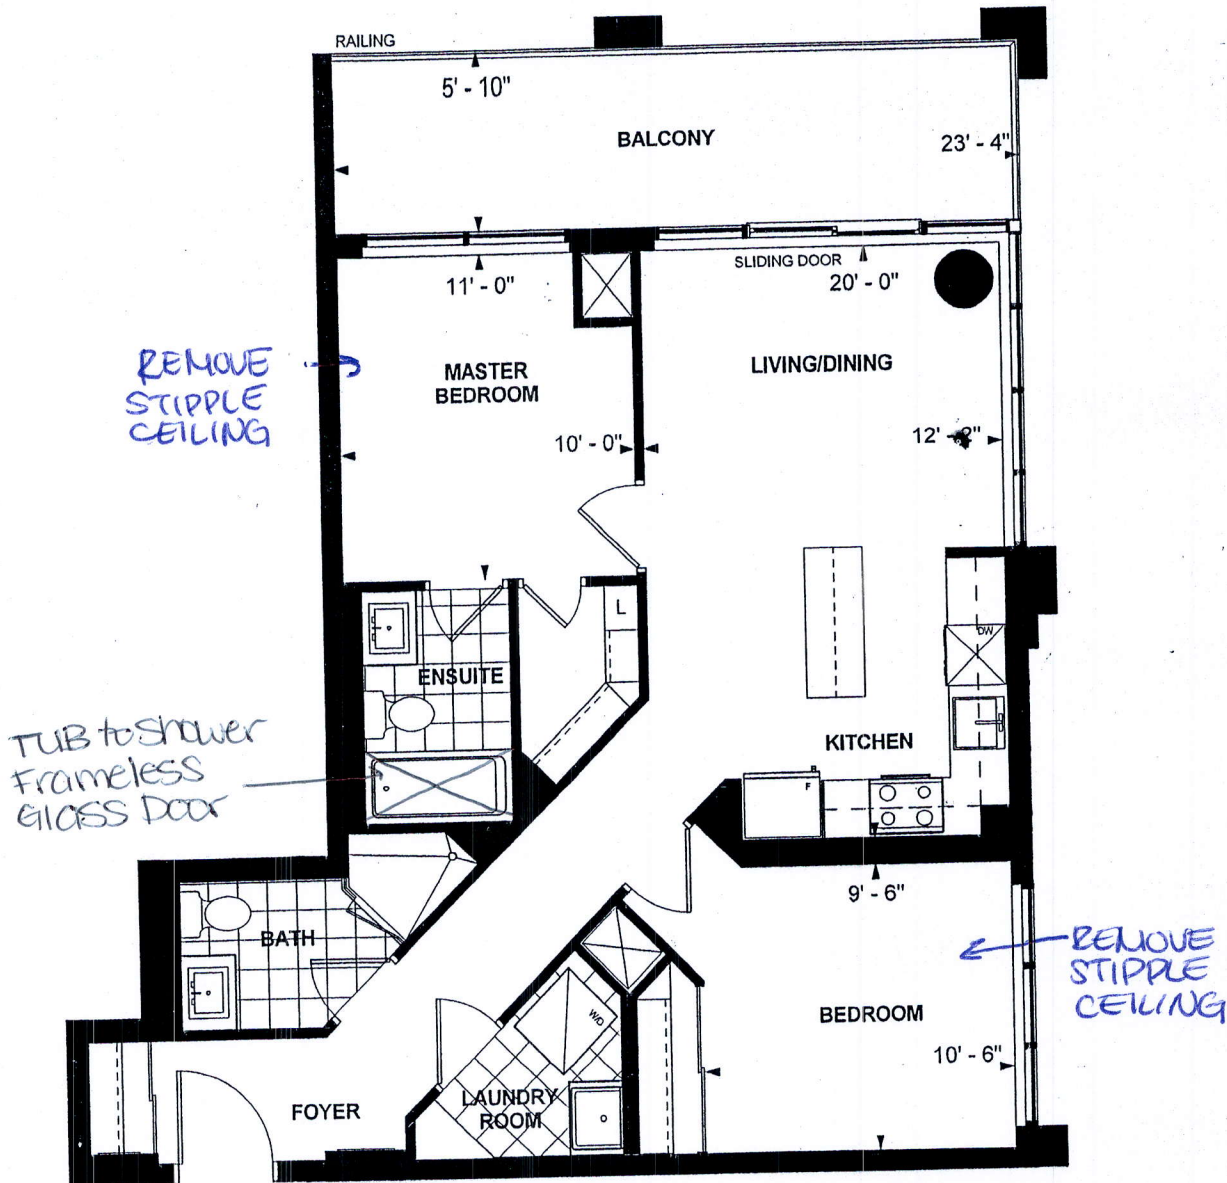 RAILING
5' - 10"
BALCONY
23' - 4"
SLIDING DOOR
11' - 0"
20' - 0"
REMOVE
STIPPLE
CEILING
MASTER
BEDROOM
LIVING/DINING
10' - 0"
12' -
L
DW
ENSUITE
TUB to Shower
Frameless
Glass Door
KITCHEN
F
9' - 6"
BATH
REMOVE
STIPPLE
CEILING
W/D
BEDROOM
10' - 6"
LAUNDRY
ROOM
FOYER